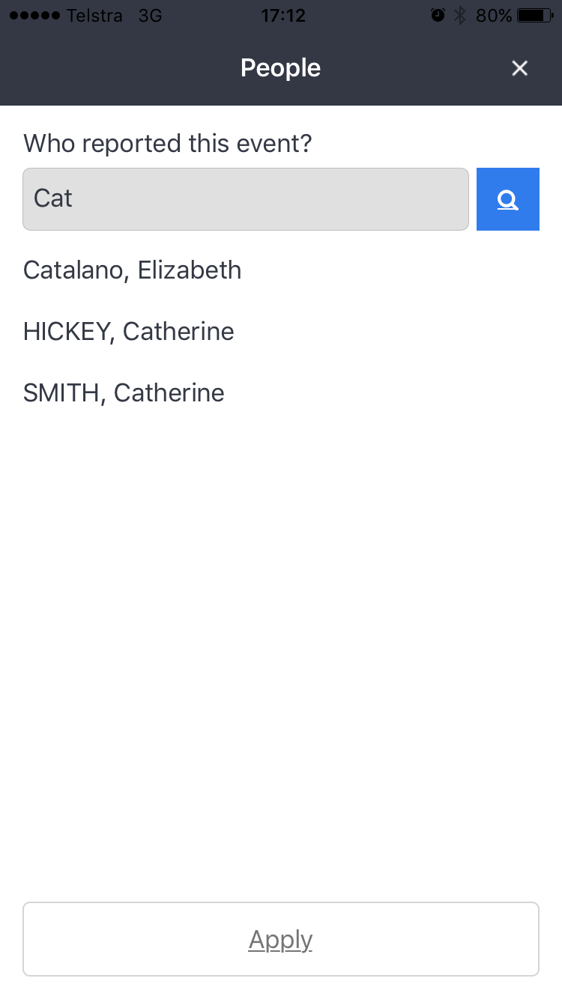 Telstra 3G 17:12 80%
People
Who reported this event?
Cat
Catalano, Elizabeth
HICKEY, Catherine
SMITH, Catherine
Apply